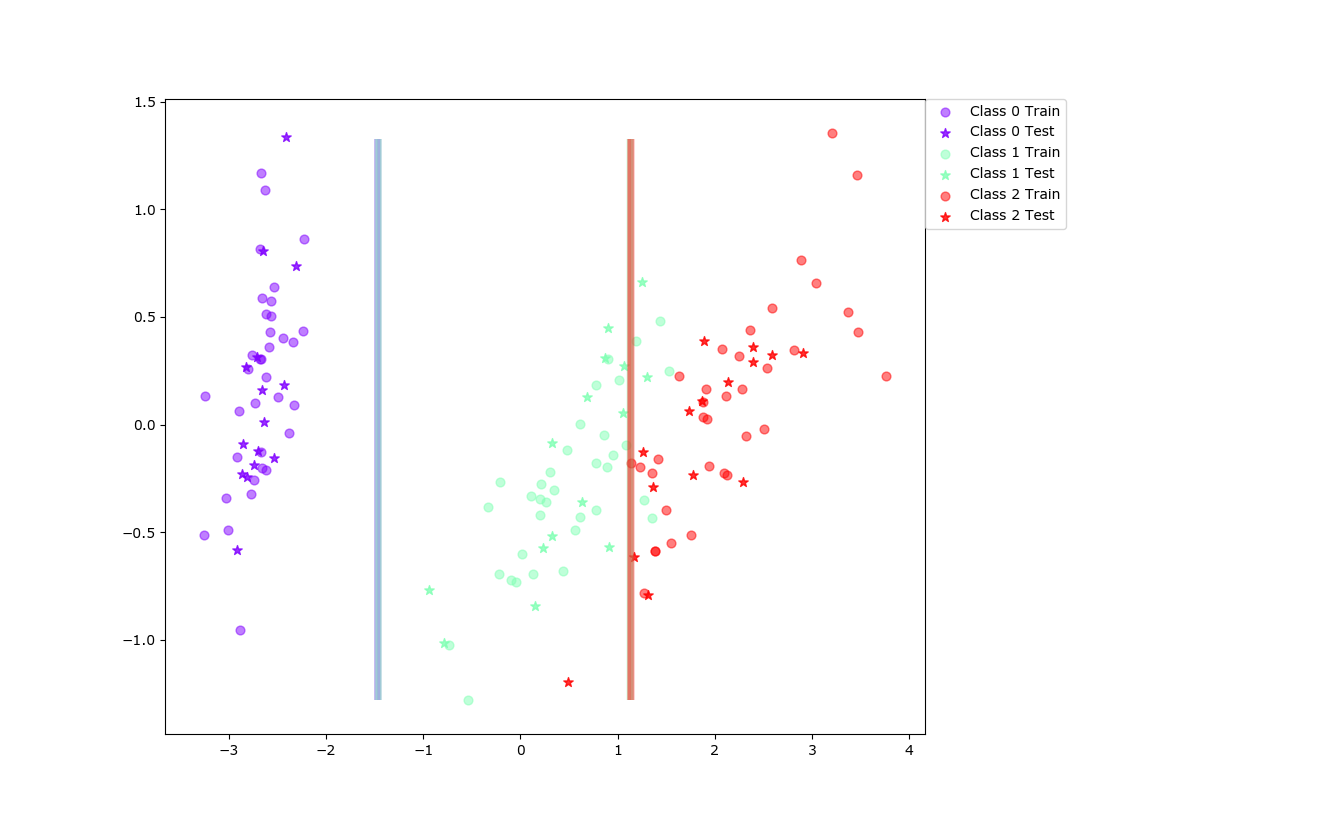 1.5
1.0
0.5
0.0
−0.5
−1.0
−3 −2 −1 0 1 2 3 4
Class 0 Train
Class 0 Test
Class 1 Train
Class 1 Test
Class 2 Train
Class 2 Test